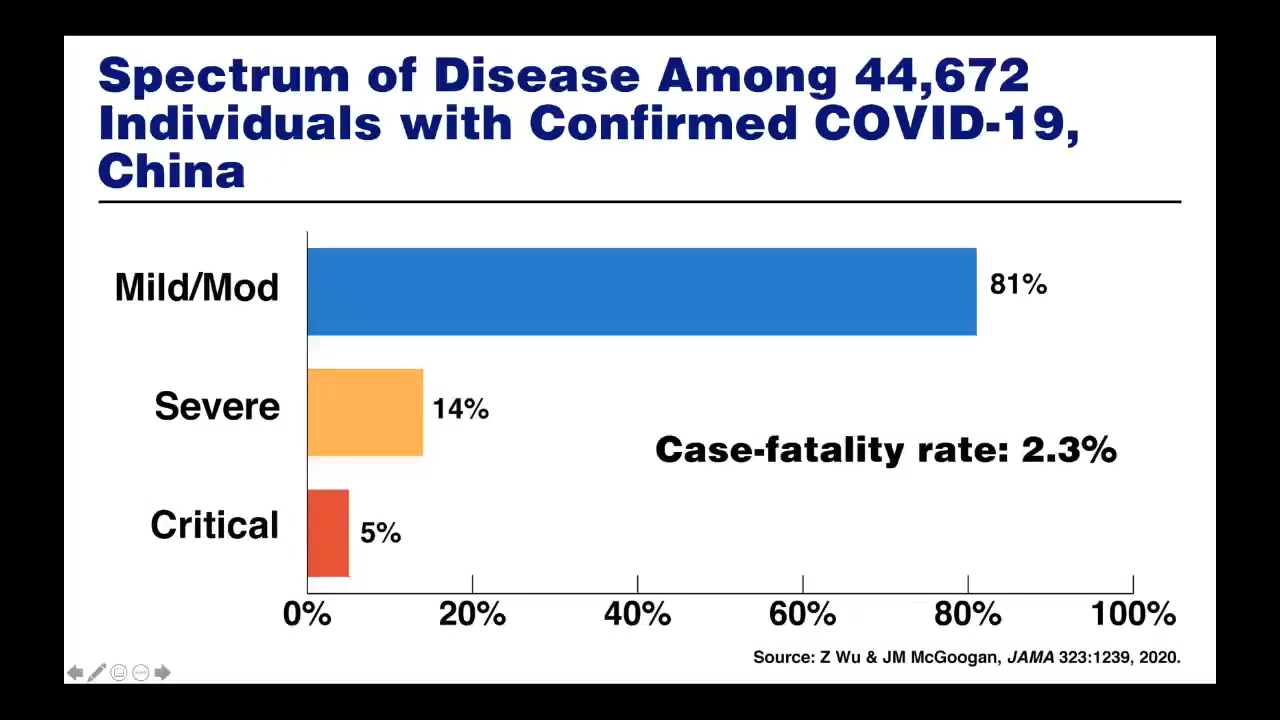 Spectrum of Disease Among 44,672
Individuals with Confirmed COVID-19,
China
Mild/Mod
81%
Severe
14%
Case-fatality rate: 2.3%
Critical
5%
0% 20% 40% 60% 80% 100%
Source: Z Wu & JM McGoogan, JAMA 323:1239, 2020.